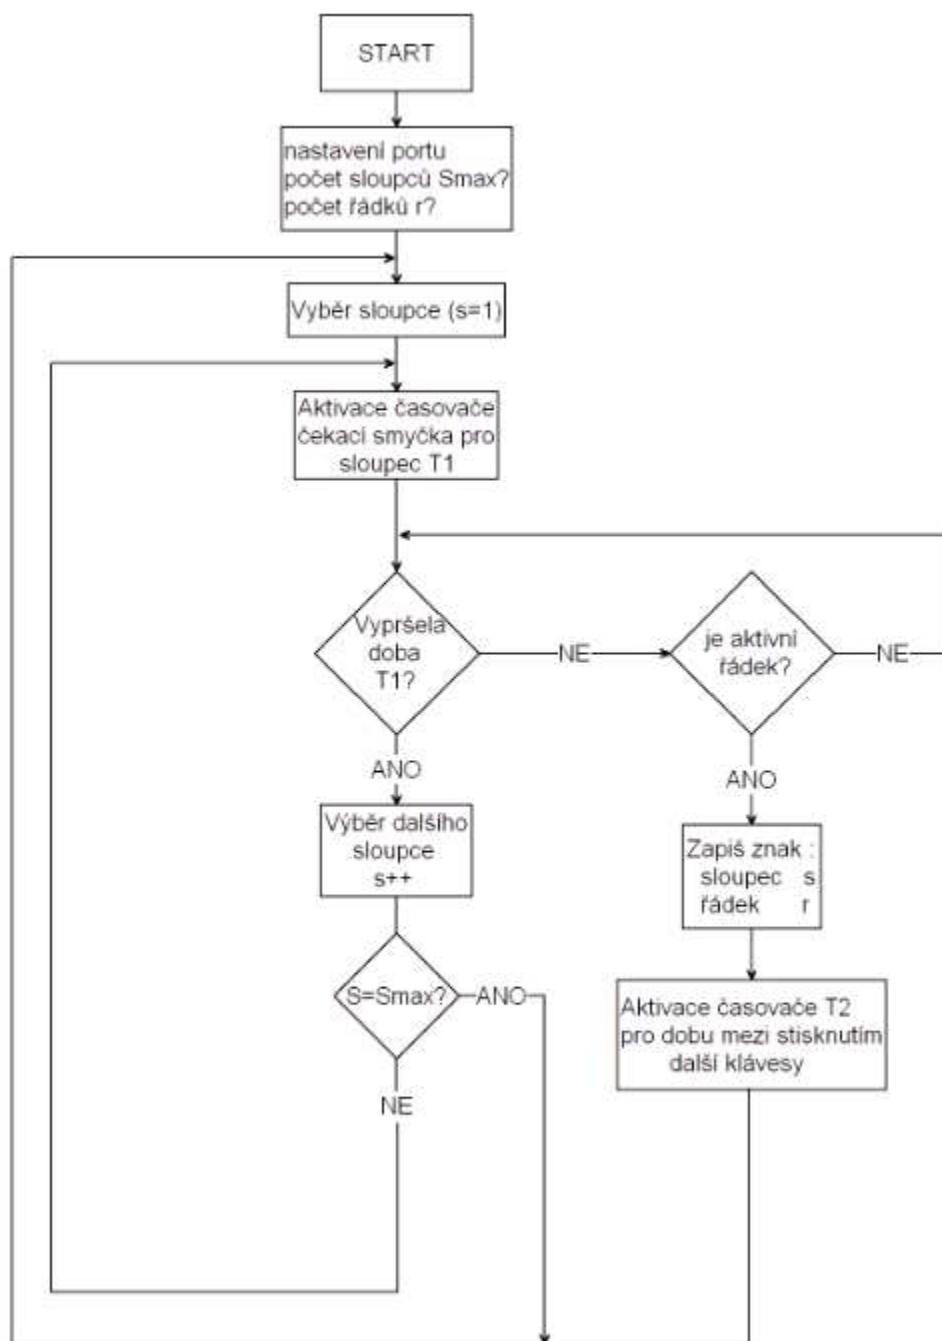 START
nastavení portu
počet sloupců Smax?
počet řádků r?
Vyběr sloupce (s=1)
Aktivace časovače
čekací smyčka pro
sloupec T1
Vypršela
doba
T1?
NE
je aktivní
řádek?
NE
ANO
ANO
Výběr dalšího
sloupce
s++
Zapiš znak :
sloupec s
řádek r
S=Smax?
ANO
Aktivace časovače T2
pro dobu mezi stisknutím
další klávesy
NE